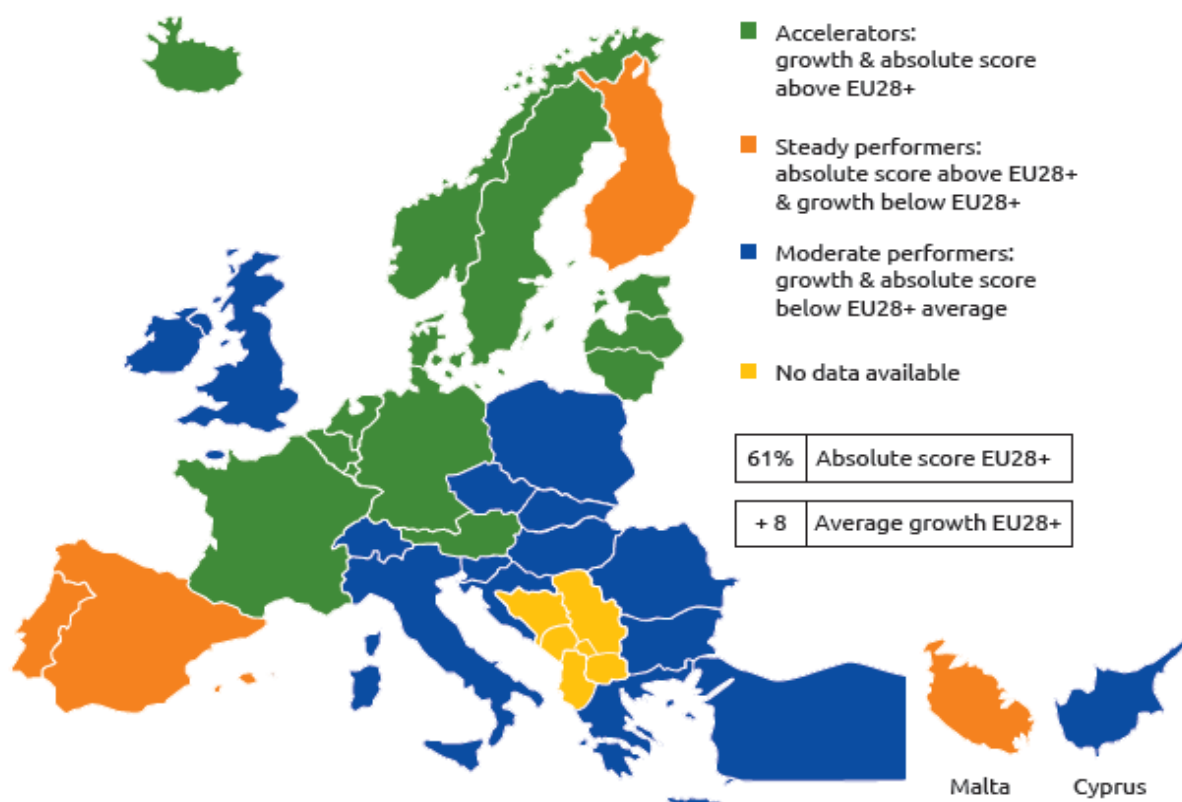 Accelerators:
growth & absolute score
above EU28+
Steady performers:
absolute score above EU28+
& growth below EU28+
Moderate performers:
growth & absolute score
below EU28+ average
No data available
61% Absolute score EU28+
+ 8 Average growth EU28+
Malta Cyprus